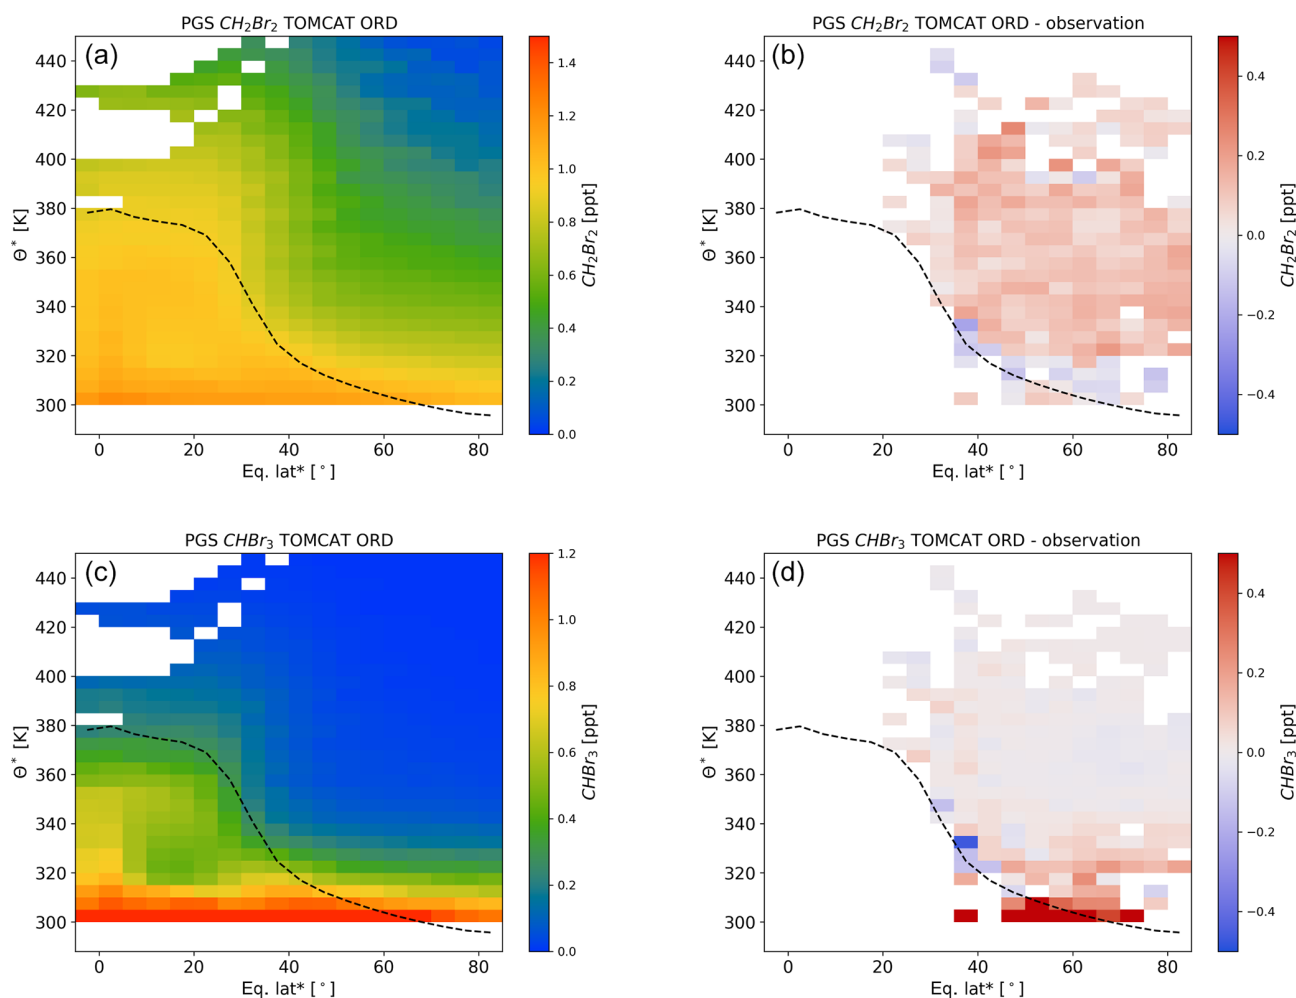 PGS CH₂Br₂ TOMCAT ORD
(a)
440
420
400
380
360
340
320
300
Θ* [K]
0 20 40 60 80
Eq. lat* [°]
1.4
1.2
1.0
0.8
0.6
0.4
0.2
0.0
CH₂Br₂ [ppt]
PGS CH₂Br₂ TOMCAT ORD - observation
(b)
440
420
400
380
360
340
320
300
Θ* [K]
0 20 40 60 80
Eq. lat* [°]
0.4
0.2
0.0
−0.2
−0.4
CH₂Br₂ [ppt]
PGS CHBr₃ TOMCAT ORD
(c)
440
420
400
380
360
340
320
300
Θ* [K]
0 20 40 60 80
Eq. lat* [°]
1.2
1.0
0.8
0.6
0.4
0.2
0.0
CHBr₃ [ppt]
PGS CHBr₃ TOMCAT ORD - observation
(d)
440
420
400
380
360
340
320
300
Θ* [K]
0 20 40 60 80
Eq. lat* [°]
0.4
0.2
0.0
−0.2
−0.4
CHBr₃ [ppt]